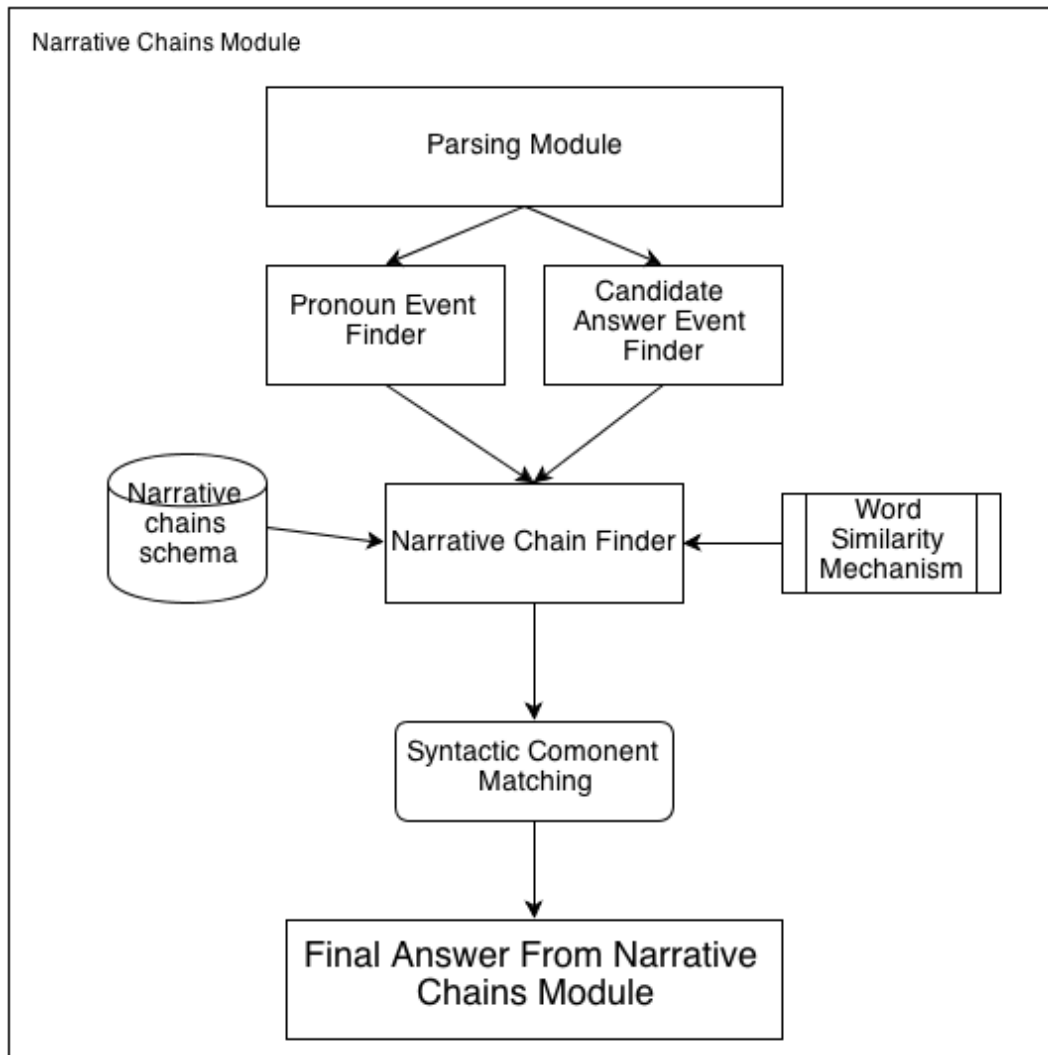 Narrative Chains Module
Parsing Module
Pronoun Event
Finder
Candidate
Answer Event
Finder
Narrative
chains
schema
Narrative Chain Finder
Word
Similarity
Mechanism
Syntactic Comonent
Matching
Final Answer From Narrative
Chains Module